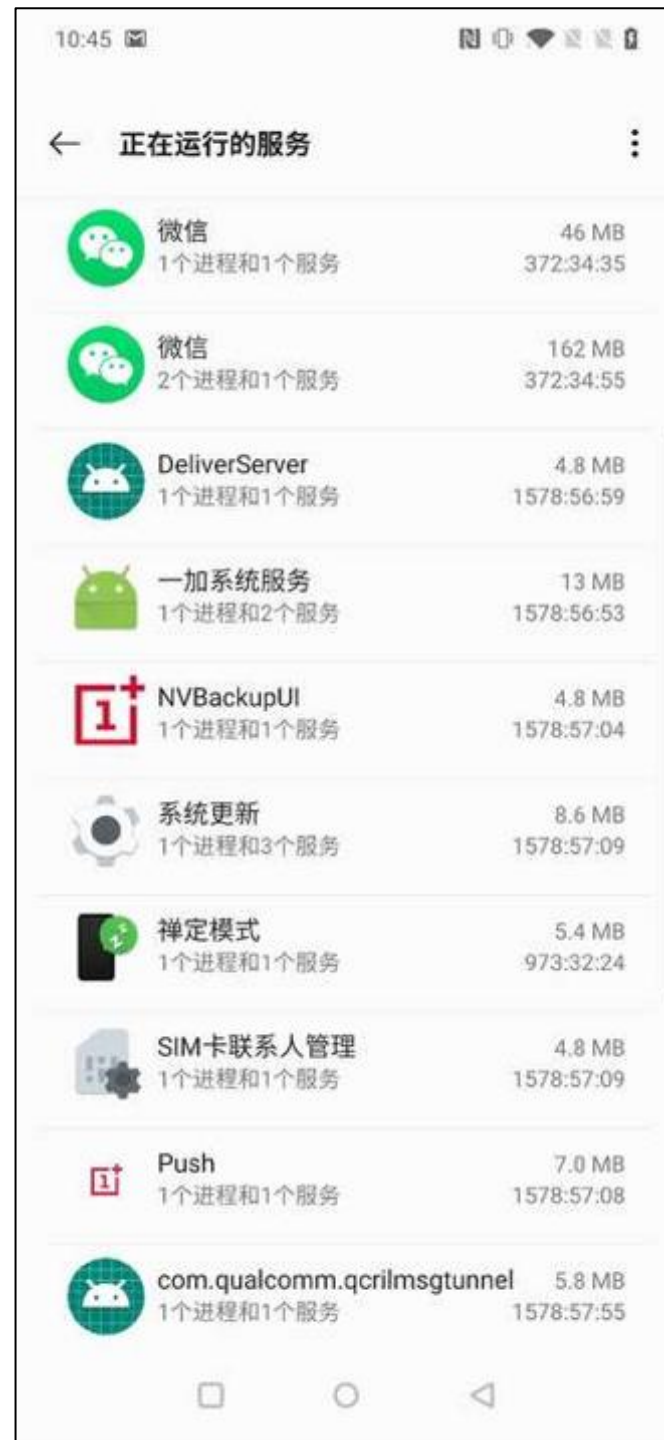 10:45
正在运行的服务
微信 46 MB
1个进程和1个服务 372:34:35
微信 162 MB
2个进程和1个服务 372:34:55
DeliverServer 4.8 MB
1个进程和1个服务 1578:56:59
一加系统服务 13 MB
1个进程和2个服务 1578:56:53
NVBackupUI 4.8 MB
1个进程和1个服务 1578:57:04
系统更新 8.6 MB
1个进程和3个服务 1578:57:09
禅定模式 5.4 MB
1个进程和1个服务 973:32:24
SIM卡联系人管理 4.8 MB
1个进程和1个服务 1578:57:09
Push 7.0 MB
1个进程和1个服务 1578:57:08
com.qualcomm.qcrilmsgtunnel 5.8 MB
1个进程和1个服务 1578:57:55